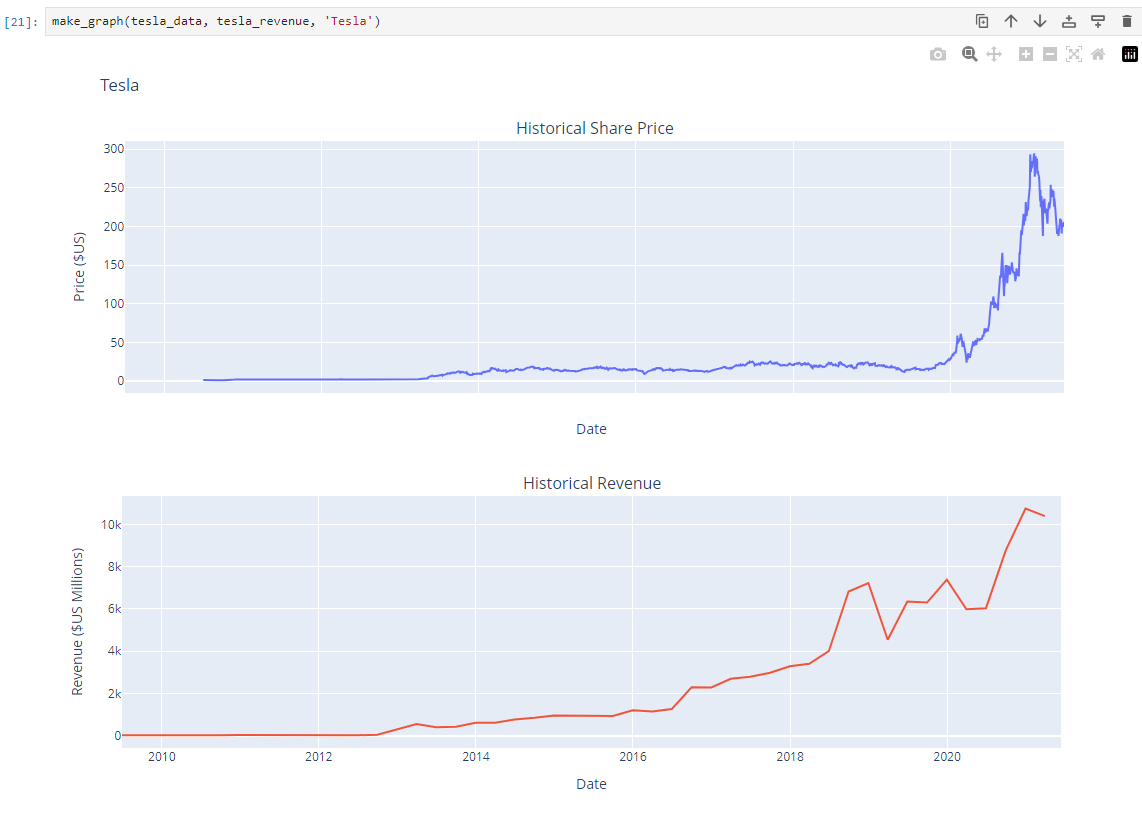 [21]: make_graph(tesla_data, tesla_revenue, 'Tesla')
Tesla
Historical Share Price
300
250
200
150
100
50
0
Price ($US)
Date
Historical Revenue
10k
8k
6k
4k
2k
0
Revenue ($US Millions)
2010 2012 2014 2016 2018 2020
Date